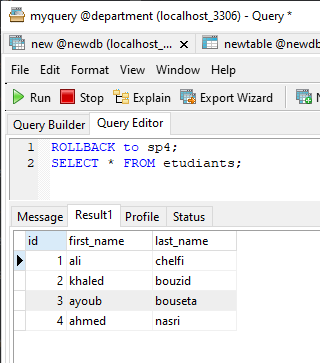 myquery @department (localhost_3306) - Query *
new @newdb (localhost_... newtable @newdb
File Edit Format View Window Help
Run Stop Explain Export Wizard
Query Builder Query Editor
1 ROLLBACK to sp4;
2 SELECT * FROM etudiants;
Message Result1 Profile Status
id first_name last_name
1 ali chelfi
2 khaled bouzid
3 ayoub bouseta
4 ahmed nasri